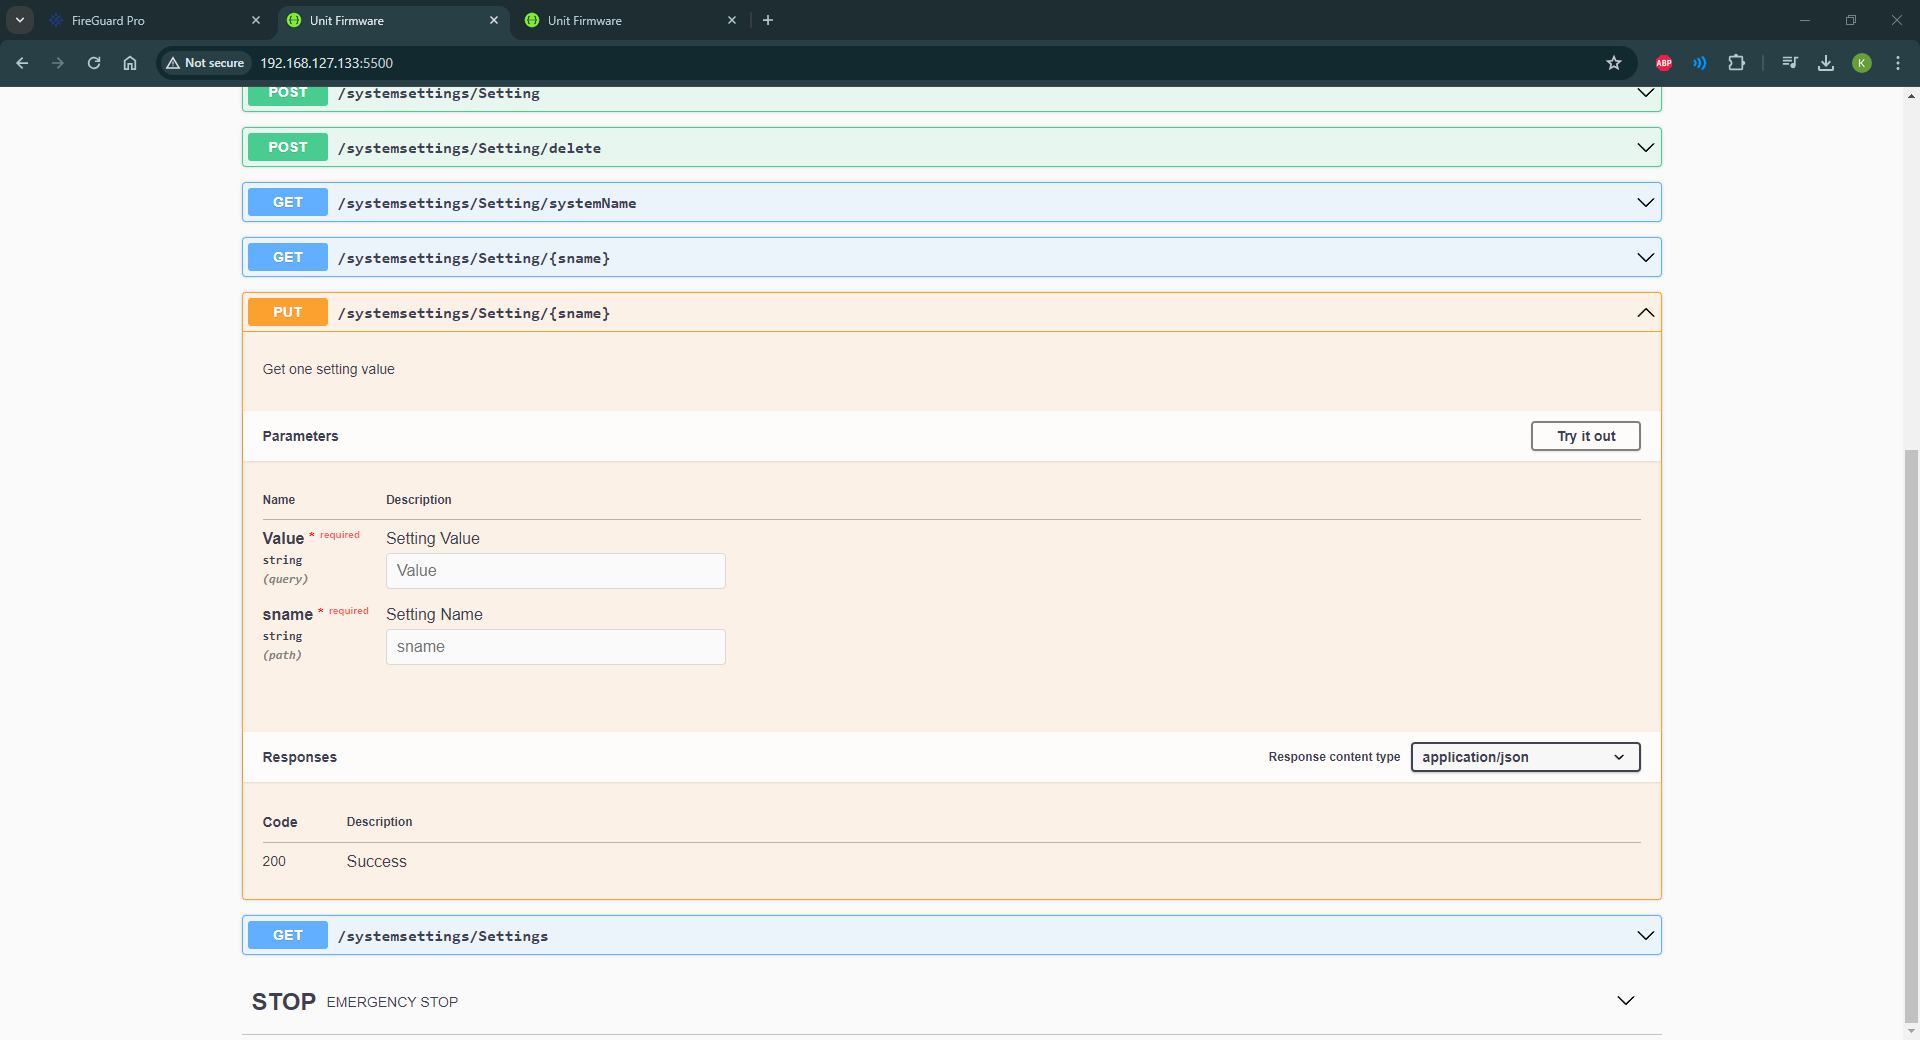 FireGuard Pro
Unit Firmware
Unit Firmware
Not secure
192.168.127.133:5500
ABP
K
POST /systemsettings/Setting
POST /systemsettings/Setting/delete
GET /systemsettings/Setting/systemName
GET /systemsettings/Setting/{sname}
PUT /systemsettings/Setting/{sname}
Get one setting value
Parameters
Try it out
Name Description
Value * required Setting Value
string
(query)
Value
sname * required Setting Name
string
(path)
sname
Responses
Response content type application/json
Code Description
200 Success
GET /systemsettings/Settings
STOP EMERGENCY STOP